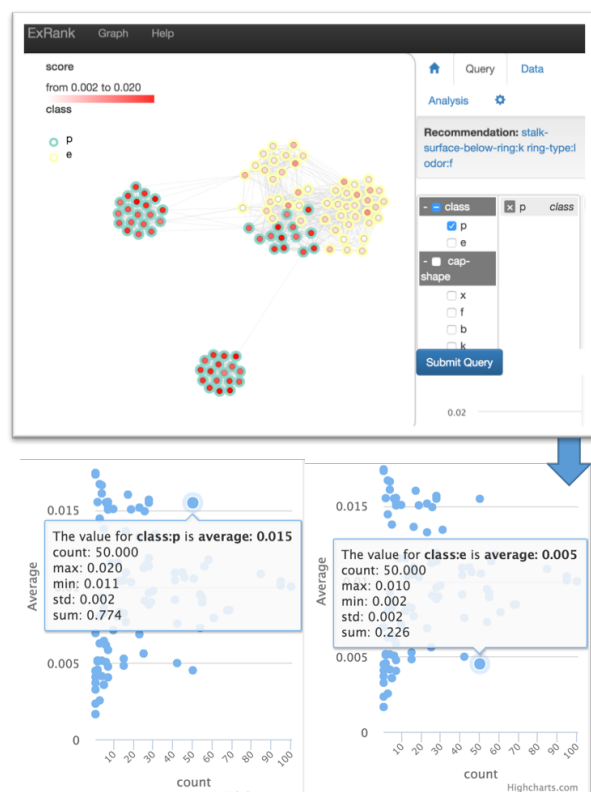 ExRank Graph Help
score
from 0.002 to 0.020
class
p
e
Query Data
Analysis
Recommendation: stalk-
surface-below-ring:k ring-type:l
odor:f
- class
p
e
- cap-
shape
x
f
b
k
x p class
Submit Query
0.02
0.015
The value for class:p is average: 0.015
count: 50.000
max: 0.020
min: 0.011
std: 0.002
sum: 0.774
Average
0.005
0
10 20 30 40 50 60 70 80 90 100
count
0.015
The value for class:e is average: 0.005
count: 50.000
max: 0.010
min: 0.002
std: 0.002
sum: 0.226
Average
0.005
0
10 20 30 40 50 60 70 80 90 100
count
Highcharts.com